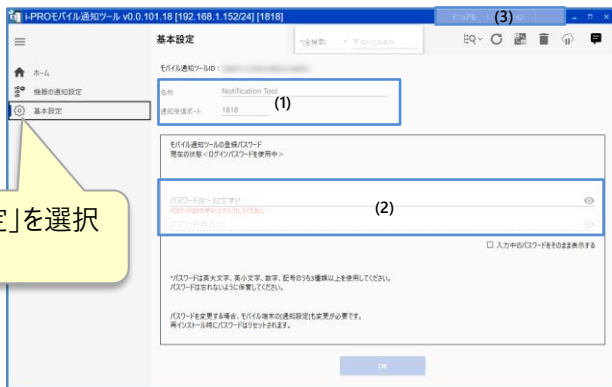 i-PROモバイル通知ツール v0.0.101.18 [192.168.1.152/24] [1818]
マニュアル
(3)
基本設定
モバイル通知ツールID：
ホーム
機器の通知設定
基本設定
名称 Notification Tool
通知受信ポート 1818
(1)
モバイル通知ツールの登録パスワード
現在の状態＜ログインパスワードを使用中＞
パスワード(8～32文字)*
(2)
定」を選択
入力中のパスワードをそのまま表示する
*パスワードは英大文字、英小文字、数字、記号のうち3種類以上を使用してください。
パスワードは忘れないように保管してください。
パスワードを変更する場合、モバイル端末の[通知設定]も変更が必要です。
再インストール時にパスワードはリセットされます。
OK